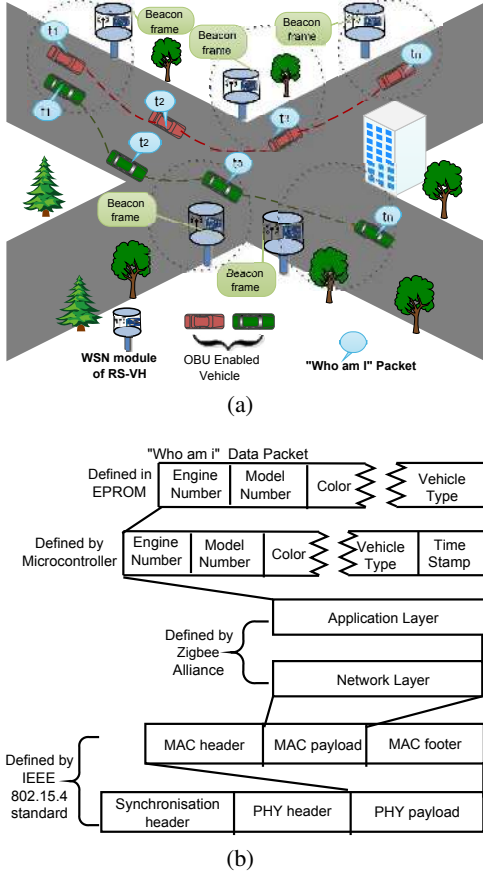 Beacon
frame
Beacon
frame
Beacon
frame
t1
t1
t2
t2
tn
tn
Beacon
frame
Beacon
frame
WSN module
of RS-VH
OBU Enabled
Vehicle
"Who am I" Packet
(a)
"Who am i" Data Packet
Defined in
EPROM
Engine
Number
Model
Number
Color
Vehicle
Type
Defined by
Microcontroller
Engine
Number
Model
Number
Color
Vehicle
Type
Time
Stamp
Defined by
Zigbee
Alliance
Application Layer
Network Layer
Defined by
IEEE
802.15.4
standard
MAC header
MAC payload
MAC footer
Synchronisation
header
PHY header
PHY payload
(b)